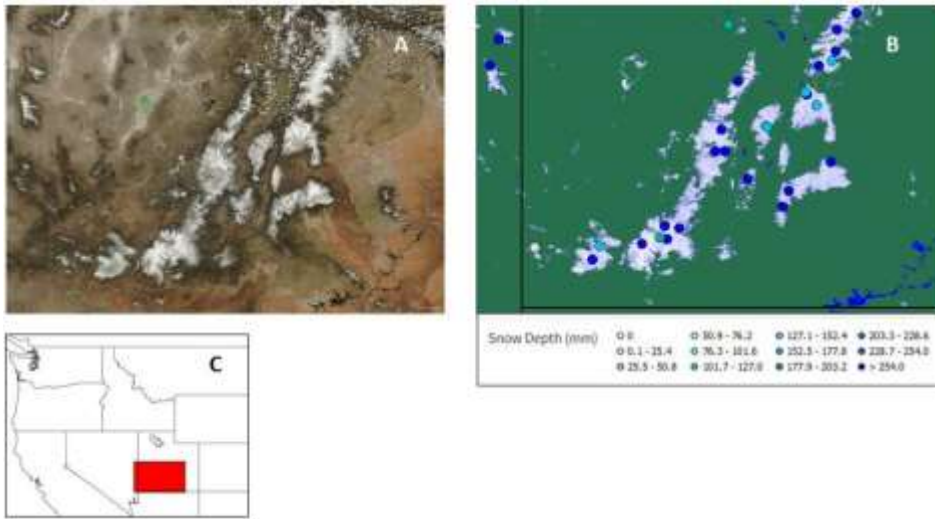 A
B
Snow Depth (mm)
0
50.9 - 76.2
127.1 - 152.4
203.3 - 228.6
0.1 - 25.4
76.3 - 101.6
152.5 - 177.8
228.7 - 254.0
25.5 - 50.8
101.7 - 127.0
177.9 - 203.2
> 254.0
C